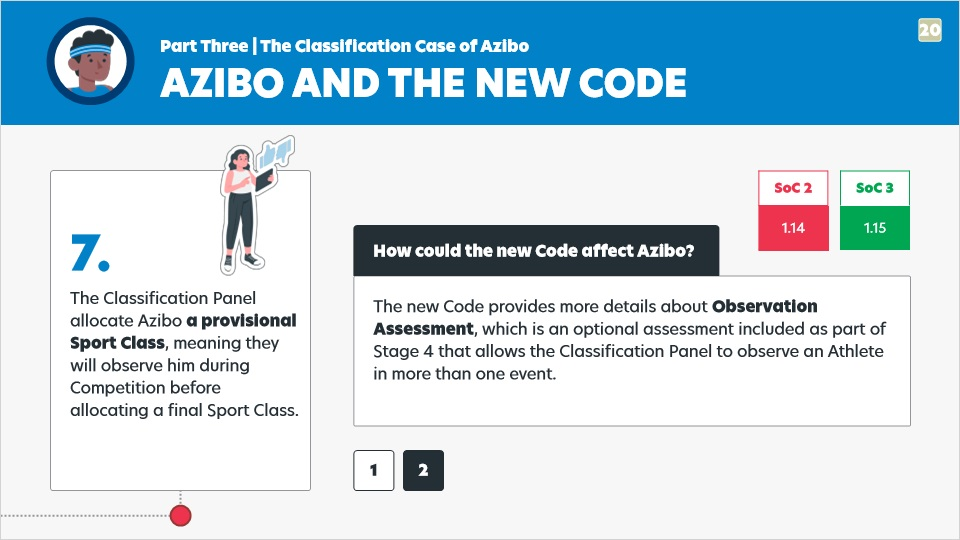 20
Part Three | The Classification Case of Azibo
AZIBO AND THE NEW CODE
7.
The Classification Panel
allocate Azibo a provisional
Sport Class, meaning they
will observe him during
Competition before
allocating a final Sport Class.
SoC 2
1.14
SoC 3
1.15
How could the new Code affect Azibo?
The new Code provides more details about Observation
Assessment, which is an optional assessment included as part of
Stage 4 that allows the Classification Panel to observe an Athlete
in more than one event.
1
2